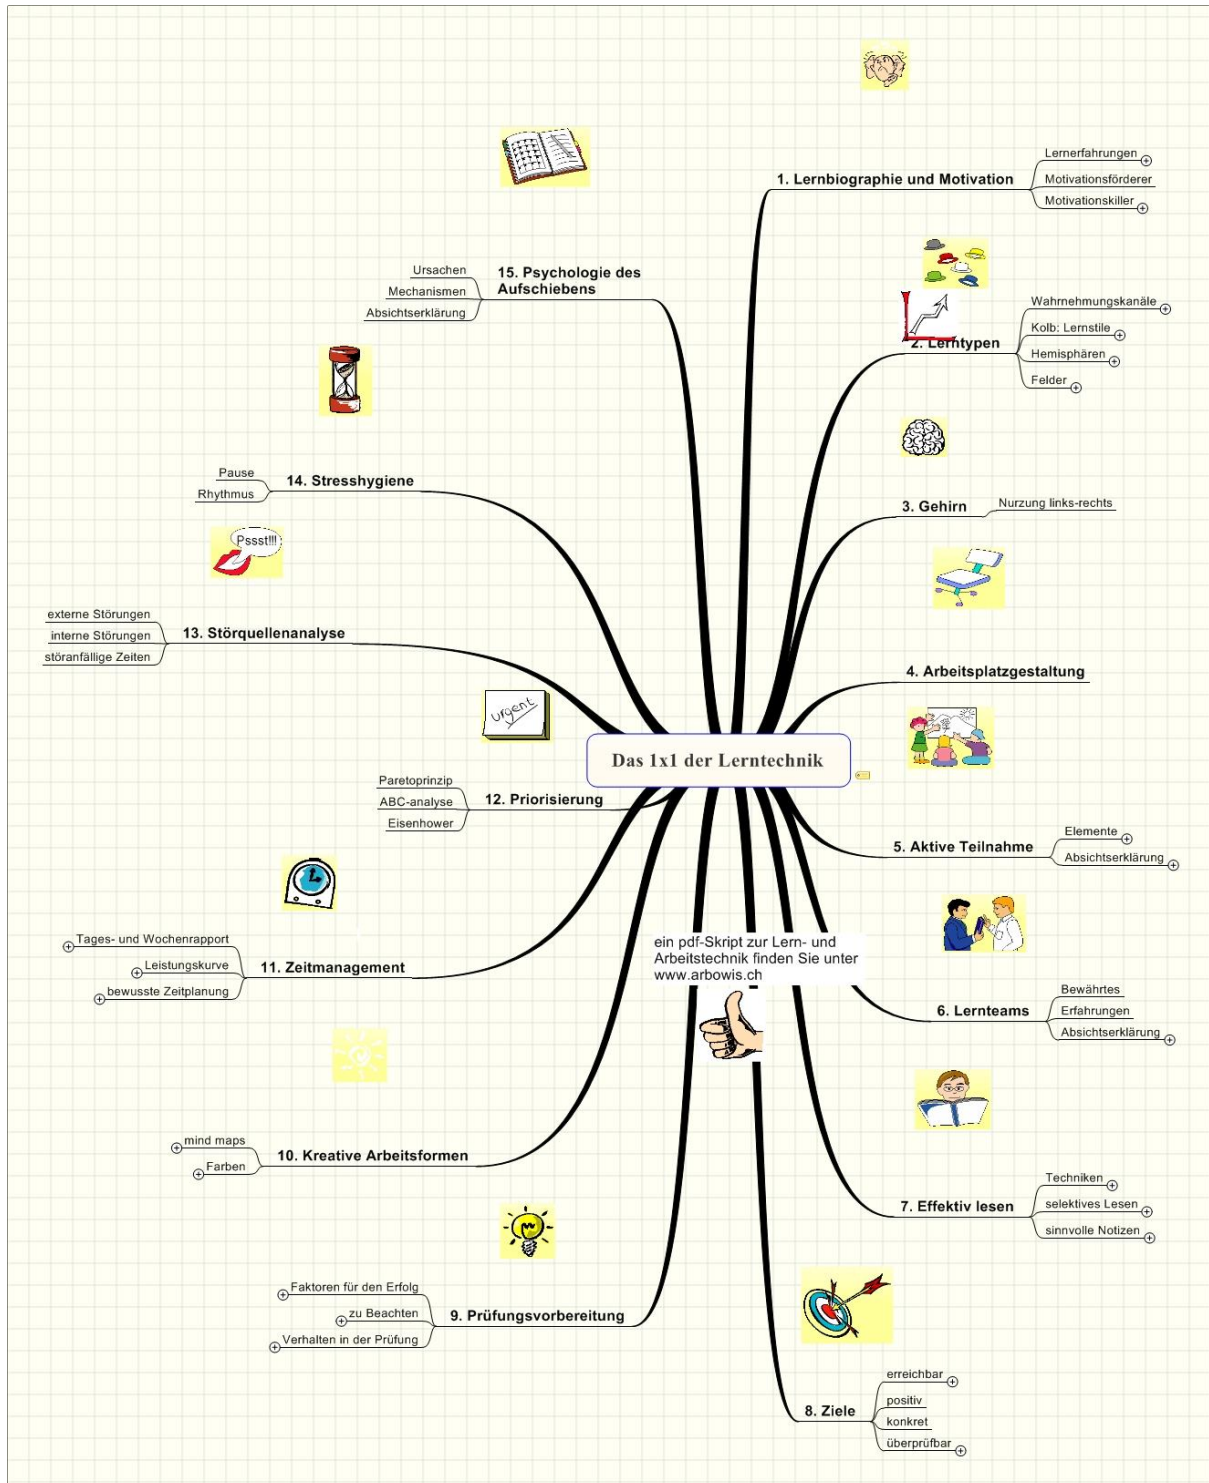 Das 1x1 der Lerntechnik
1. Lernbiographie und Motivation
Lernerfahrungen
Motivationsförderer
Motivationskiller
2. Lerntypen
Wahrnehmungskanäle
Kolb: Lernstile
Hemisphären
Felder
3. Gehirn
Nurzung links-rechts
4. Arbeitsplatzgestaltung
5. Aktive Teilnahme
Elemente
Absichtserklärung
6. Lernteams
Bewährtes
Erfahrungen
Absichtserklärung
7. Effektiv lesen
Techniken
selektives Lesen
sinnvolle Notizen
8. Ziele
erreichbar
positiv
konkret
überprüfbar
9. Prüfungsvorbereitung
Faktoren für den Erfolg
zu Beachten
Verhalten in der Prüfung
10. Kreative Arbeitsformen
mind maps
Farben
11. Zeitmanagement
Tages- und Wochenrapport
Leistungskurve
bewusste Zeitplanung
12. Priorisierung
Paretoprinzip
ABC-analyse
Eisenhower
urgent
13. Störquellenanalyse
externe Störungen
interne Störungen
störanfällige Zeiten
Pssst!!!
14. Stresshygiene
Pause
Rhythmus
15. Psychologie des
Aufschiebens
Ursachen
Mechanismen
Absichtserklärung
ein pdf-Skript zur Lern- und
Arbeitstechnik finden Sie unter
www.arbowis.ch